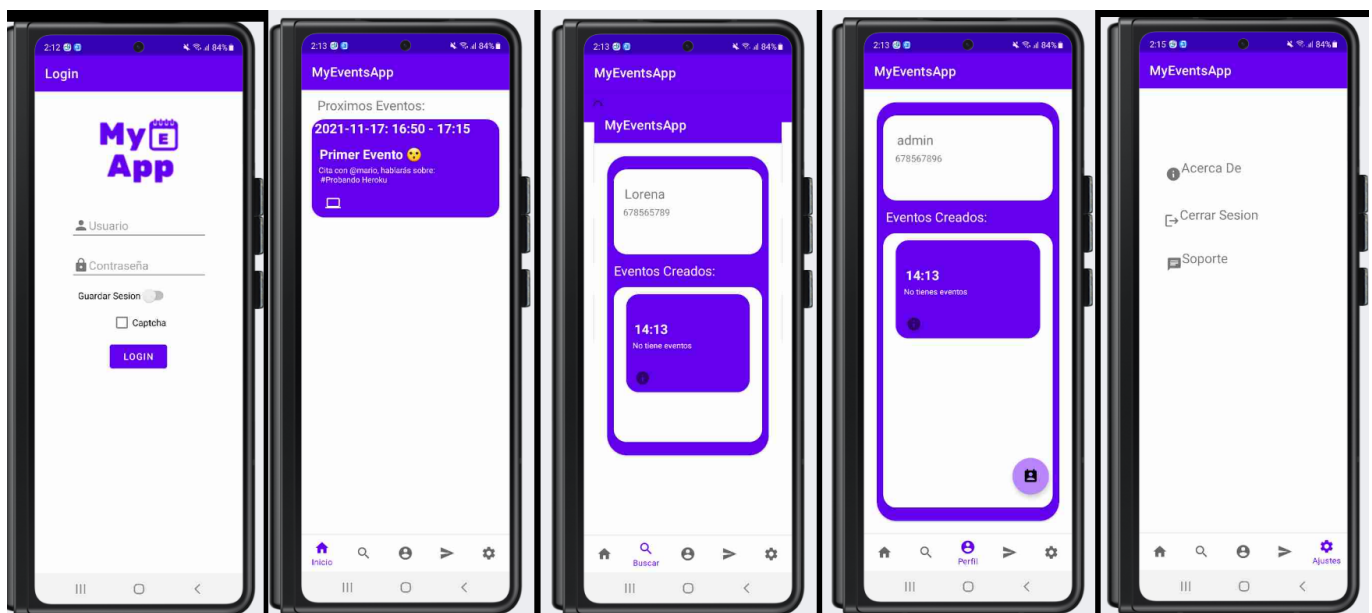 2:12
84%
Login
My E
App
Usuario
Contraseña
Guardar Sesion
Captcha
LOGIN
2:13
84%
MyEventsApp
Proximos Eventos:
2021-11-17: 16:50 - 17:15
Primer Evento 😗
Cita con @mario, hablarás sobre:
#Probando Heroku
Inicio
2:13
84%
MyEventsApp
MyEventsApp
Lorena
678565789
Eventos Creados:
14:13
No tiene eventos
Buscar
2:13
84%
MyEventsApp
admin
678567896
Eventos Creados:
14:13
No tienes eventos
Perfil
2:15
84%
MyEventsApp
Acerca De
Cerrar Sesion
Soporte
Ajustes